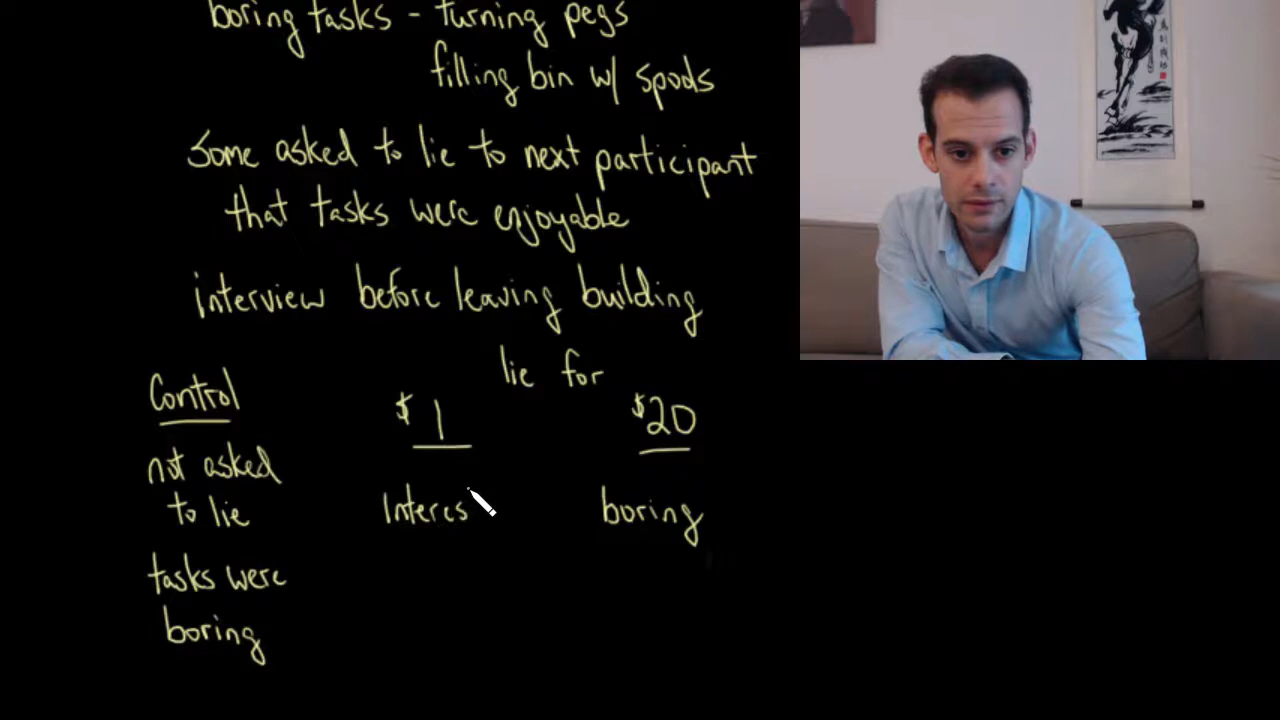 boring tasks - turning pegs
filling bin w/ spools
some asked to lie to next participant
that tasks were enjoyable
interview before leaving building
lie for
Control
$1
$20
not asked
to lie
Interes
boring
tasks were
boring